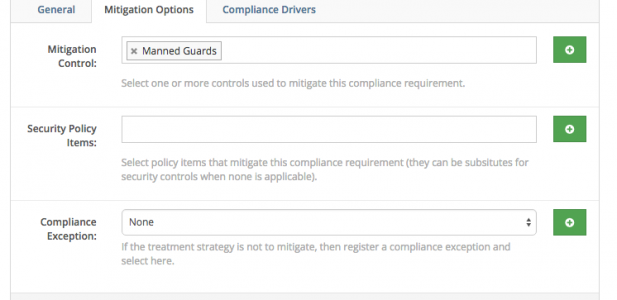 General Mitigation Options Compliance Drivers
Mitigation Control: × Manned Guards
Select one or more controls used to mitigate this compliance requirement.
Security Policy Items:
Select policy items that mitigate this compliance requirement (they can be subsitutes for
security controls when none is applicable).
Compliance Exception: None
If the treatment strategy is not to mitigate, then register a compliance exception and
select here.